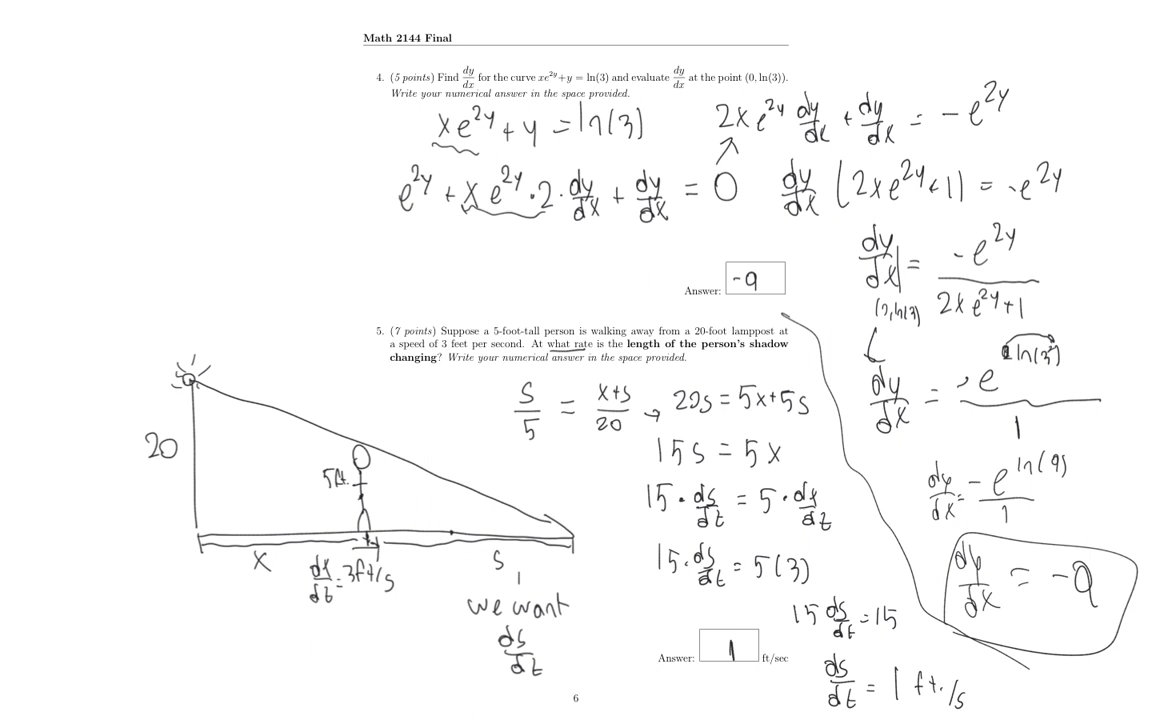 Math 2144 Final
4. (5 points) Find dy/dx for the curve xe^{2y} + y = ln(3) and evaluate dy/dx at the point (0, ln(3)).
Write your numerical answer in the space provided.
xe^{2y} + y = ln(3)
e^{2y} + xe^{2y} · 2 · dy/dx + dy/dx = 0
2xe^{2y} dy/dx + dy/dx = -e^{2y}
dy/dx (2xe^{2y}+1) = -e^{2y}
dy/dx| (0,ln(3)) = -e^{2y} / 2xe^{2y}+1
dy/dx = -e^{2ln(3)} / 1
dy/dx = -e^{ln(9)} / 1
dy/dx = -9
Answer: -9
5. (7 points) Suppose a 5-foot-tall person is walking away from a 20-foot lamppost at
a speed of 3 feet per second. At what rate is the length of the person's shadow
changing? Write your numerical answer in the space provided.
20
5ft.
x
dx/dt = 3ft/s
s
we want
ds/dt
s/5 = x+s/20 → 20s = 5x+5s
15s = 5x
15 · ds/dt = 5 · dx/dt
15 · ds/dt = 5(3)
15 ds/dt = 15
ds/dt = 1 ft./s
Answer: 1 ft/sec
6